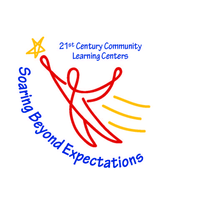 21st Century Community
Learning Centers
Soaring Beyond Expectations